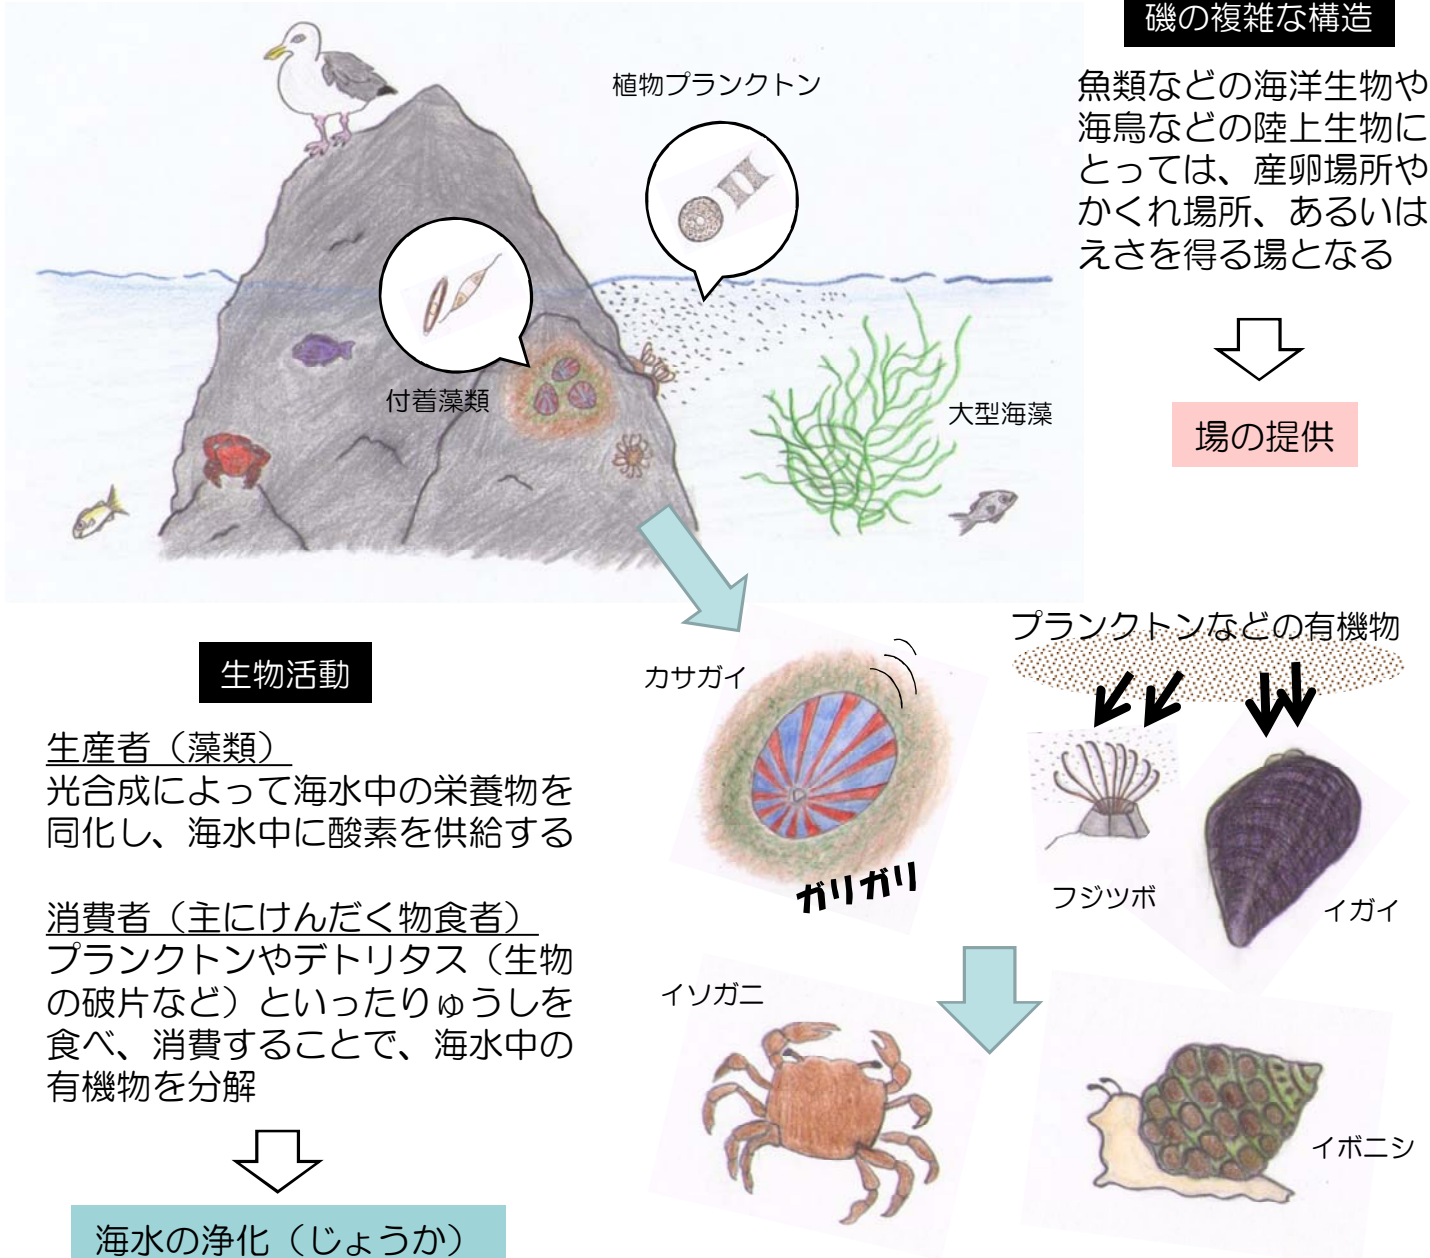 磯の複雑な構造
魚類などの海洋生物や
海鳥などの陸上生物に
とっては、産卵場所や
かくれ場所、あるいは
えさを得る場となる
場の提供
植物プランクトン
付着藻類
大型海藻
生物活動
生産者（藻類）
光合成によって海水中の栄養物を
同化し、海水中に酸素を供給する
消費者（主にけんだく物食者）
プランクトンやデトリタス（生物
の破片など）といったりゅうしを
食べ、消費することで、海水中の
有機物を分解
海水の浄化（じょうか）
プランクトンなどの有機物
カサガイ
ガリガリ
フジツボ
イガイ
イソガニ
イボニシ